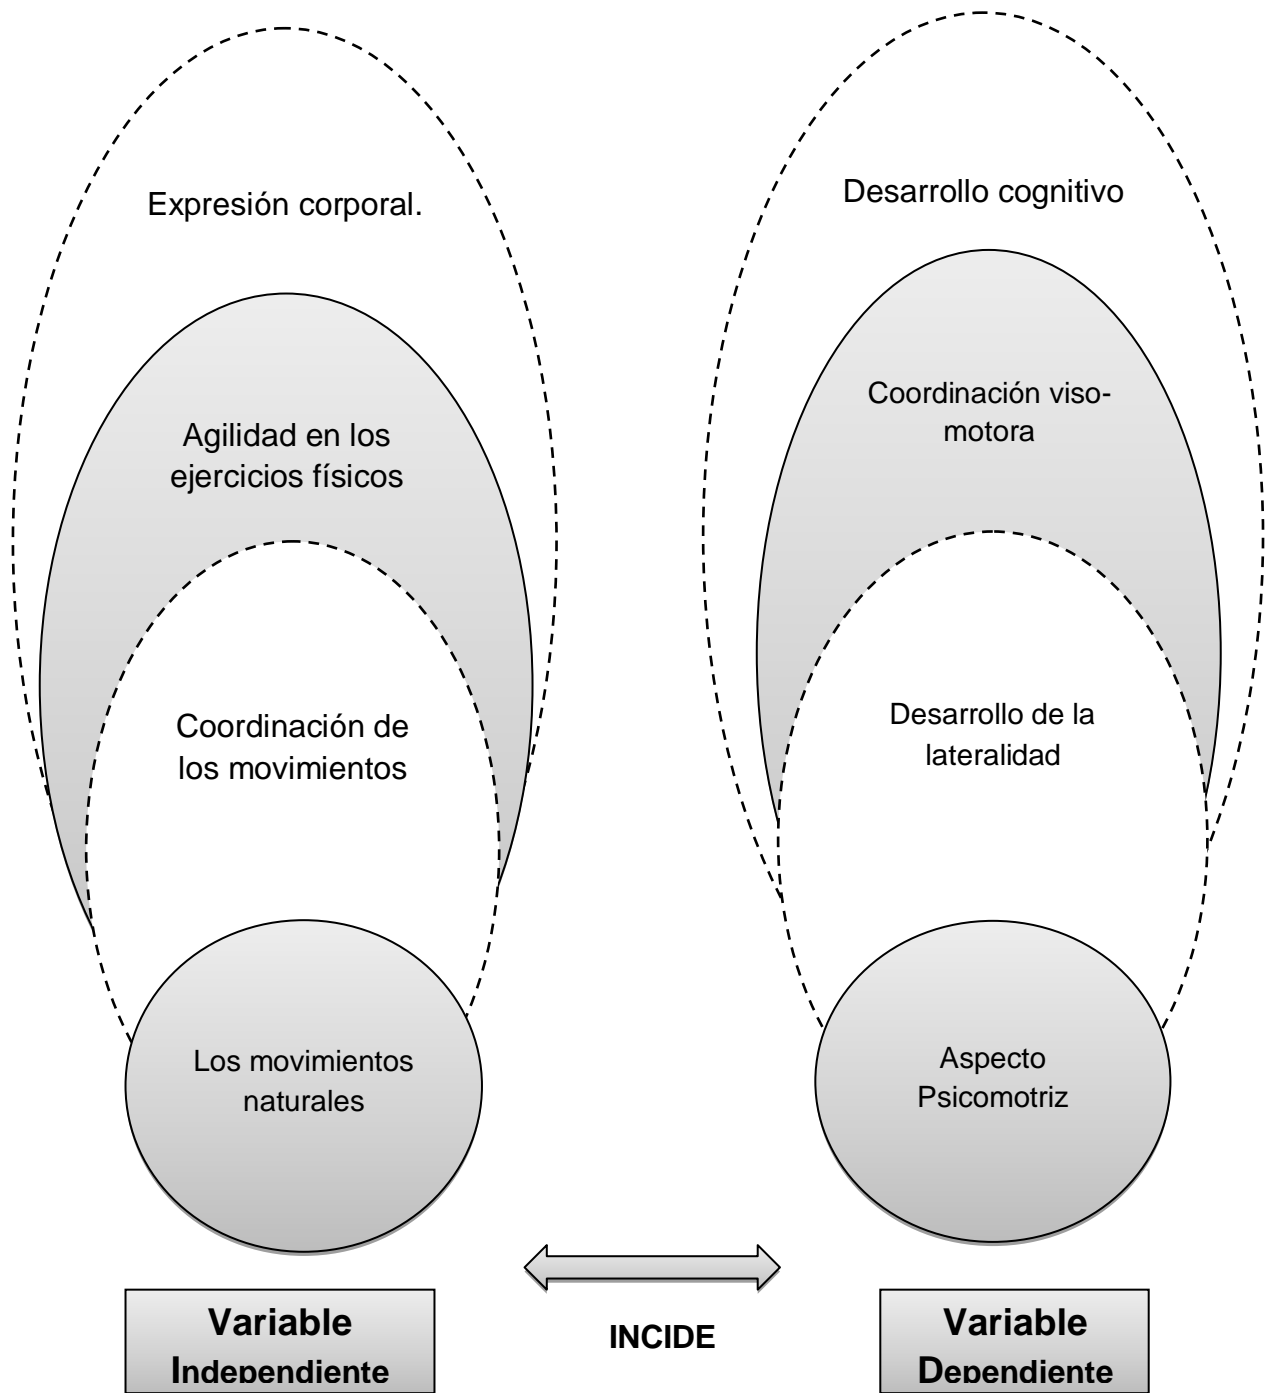 Expresión corporal.
Agilidad en los
ejercicios físicos
Coordinación de
los movimientos
Los movimientos
naturales
Variable
Independiente
INCIDE
Desarrollo cognitivo
Coordinación viso-
motora
Desarrollo de la
lateralidad
Aspecto
Psicomotriz
Variable
Dependiente